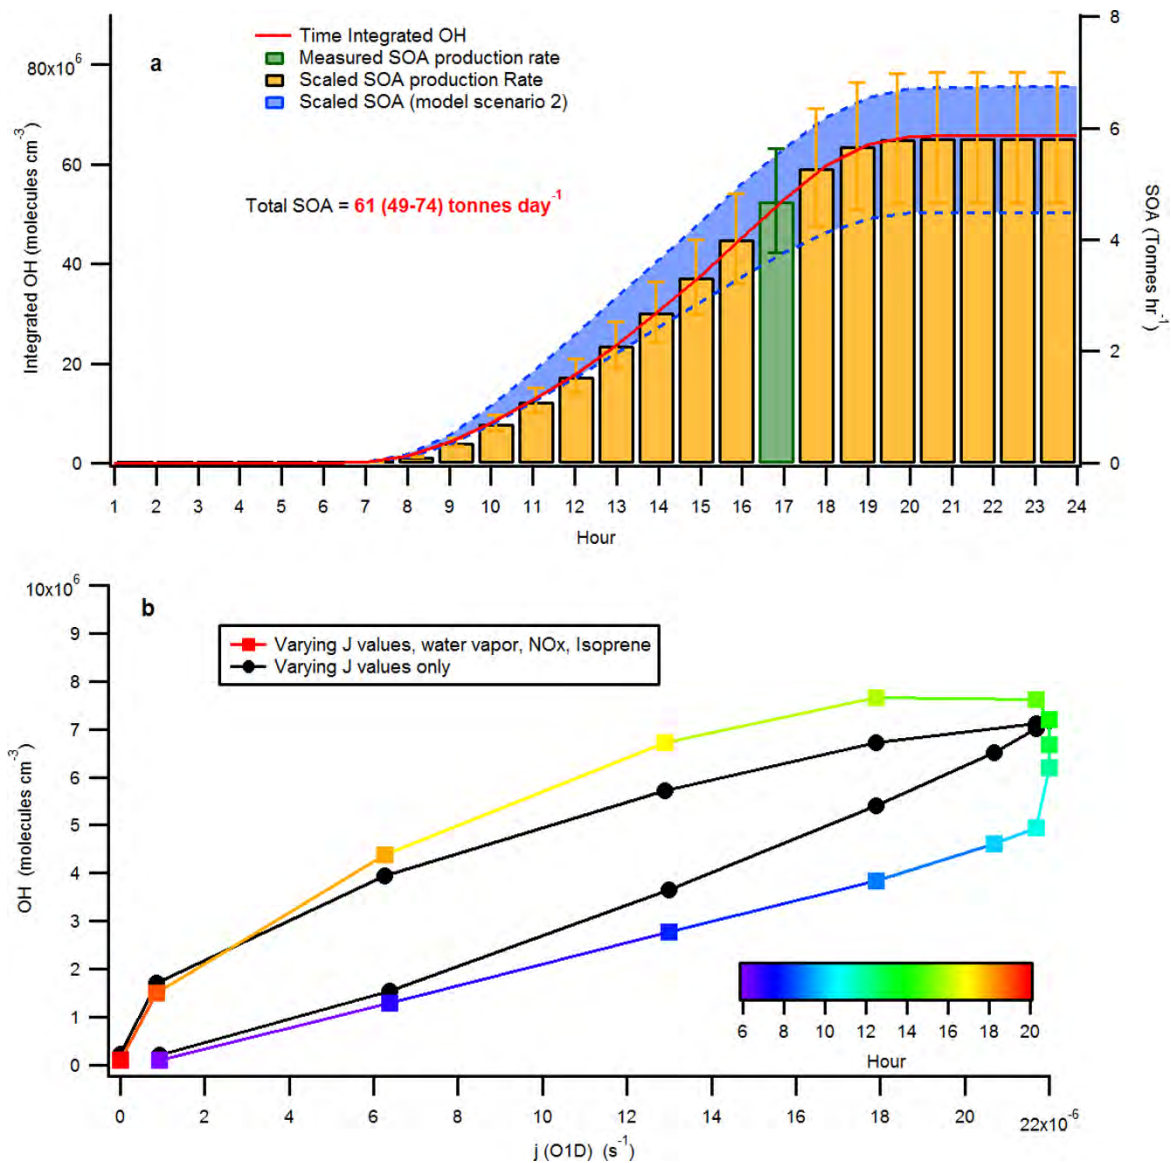 a
Time Integrated OH
Measured SOA production rate
Scaled SOA production Rate
Scaled SOA (model scenario 2)
Total SOA = 61 (49-74) tonnes day-1
Integrated OH (molecules cm-3)
80x10^6
60
40
20
0
8
6
4
2
0
SOA (Tonnes hr-1)
1 2 3 4 5 6 7 8 9 10 11 12 13 14 15 16 17 18 19 20 21 22 23 24
Hour
b
Varying J values, water vapor, NOx, Isoprene
Varying J values only
OH (molecules cm-3)
10x10^6
9
8
7
6
5
4
3
2
1
0
6 8 10 12 14 16 18 20
Hour
0 2 4 6 8 10 12 14 16 18 20 22x10^-6
j (O1D) (s-1)